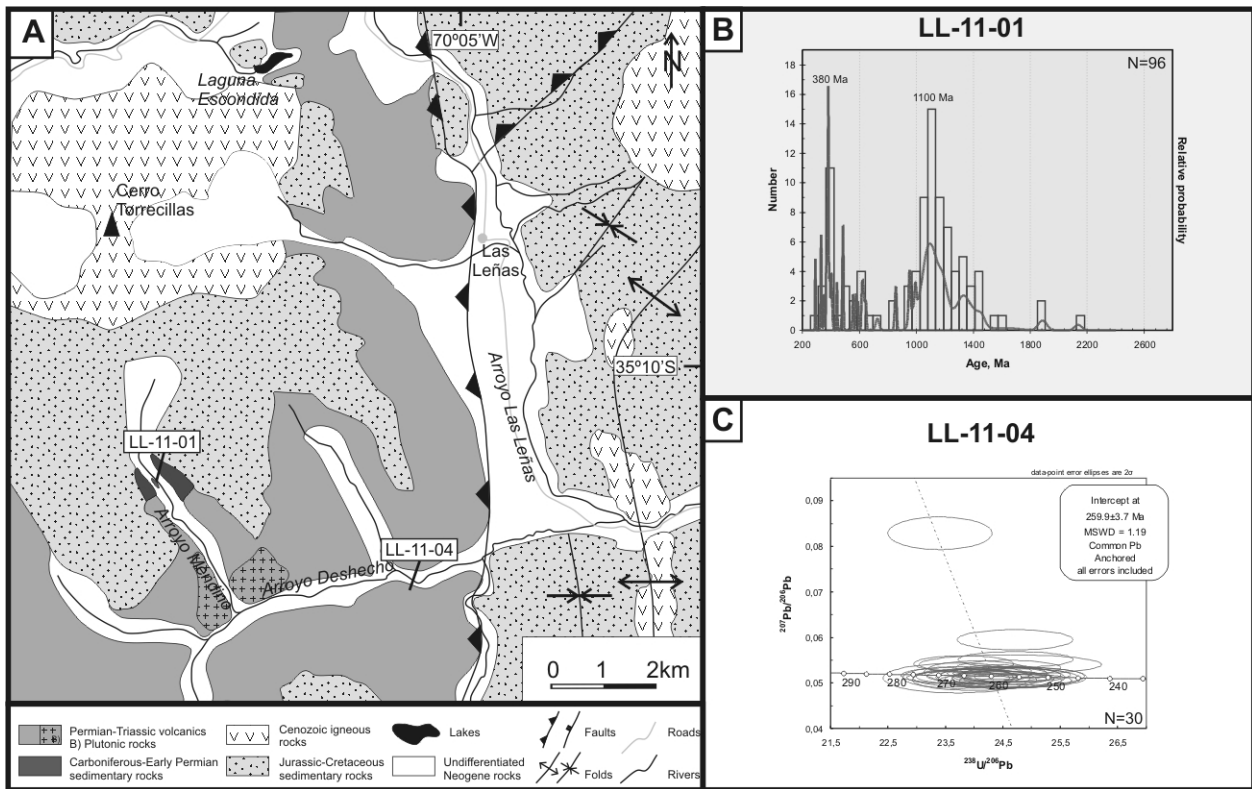 A
70º05'W
N
Laguna
Escondida
Cerro
Torrecillas
Las
Leñas
35º10'S
Arroyo Las Leñas
LL-11-01
Arroyo Mendino
LL-11-04
Arroyo Deshecho
0 1 2km
Permian-Triassic volcanics
B) Plutonic rocks
B)
Carboniferous-Early Permian
sedimentary rocks
Cenozoic igneous
rocks
Jurassic-Cretaceous
sedimentary rocks
Lakes
Undifferentiated
Neogene rocks
Faults
Folds
Roads
Rivers
B
LL-11-01
N=96
380 Ma
1100 Ma
Number
18
16
14
12
10
8
6
4
2
0
200 600 1000 1400 1800 2200 2600
Age, Ma
Relative probability
C
LL-11-04
data-point error ellipses are 2σ
Intercept at
259.9±3.7 Ma
MSWD = 1.19
Common Pb
Anchored
all errors included
207Pb/206Pb
0,09
0,08
0,07
0,06
0,05
0,04
290 280 270 260 250 240
N=30
21,5 22,5 23,5 24,5 25,5 26,5
238U/206Pb